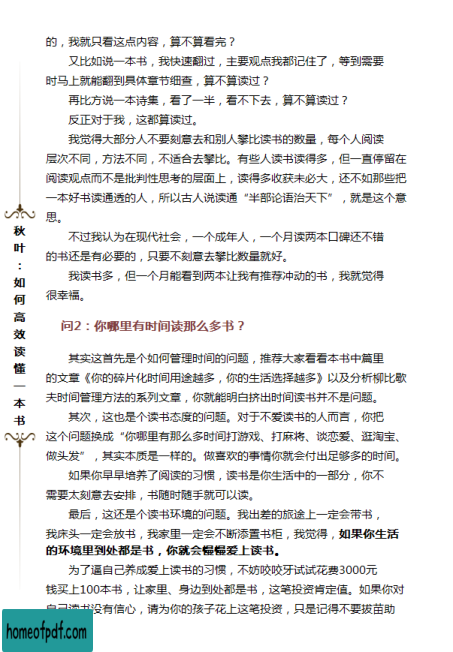 的，我就只看这点内容，算不算看完？
又比如说一本书，我快速翻过，主要观点我都记住了，等到需要
时马上就能翻到具体章节细查，算不算读过？
再比方说一本诗集，看了一半，看不下去，算不算读过？
反正对于我，这都算读过。
我觉得大部分人不要刻意去和别人攀比读书的数量，每个人阅读
层次不同，方法不同，不适合去攀比。有些人读书读得多，但一直停留在
阅读观点而不是批判性思考的层面上，读得多收获未必大，还不如那些把
一本好书读通透的人，所以古人说读通“半部论语治天下”，就是这个意
思。
不过我认为在现代社会，一个成年人，一个月读两本口碑还不错
的书还是有必要的，只要不刻意去攀比数量就好。
我读书多，但一个月能看到两本让我有推荐冲动的书，我就觉得
很幸福。
问2：你哪里有时间读那么多书？
其实这首先是个如何管理时间的问题，推荐大家看看本书中篇里
的文章《你的碎片化时间用途越多，你的生活选择越多》以及分析柳比歇
夫时间管理方法的系列文章，你就能明白挤出时间读书并不是问题。
其次，这也是个读书态度的问题。对于不爱读书的人而言，你把
这个问题换成“你哪里有那么多时间打游戏、打麻将、谈恋爱、逛淘宝、
做头发”，其实本质是一样的。做喜欢的事情你就会付出足够多的时间。
如果你早早培养了阅读的习惯，读书是你生活中的一部分，你不
需要太刻意去安排，书随时随手就可以读。
最后，这还是个读书环境的问题。我出差的旅途上一定会带书，
我床头一定会放书，我家里一定会不断添置书柜，我觉得，如果你生活
的环境里到处都是书，你就会慢慢爱上读书。
为了逼自己养成爱上读书的习惯，不妨咬咬牙试试花费3000元
钱买上100本书，让家里、身边到处都是书，这笔投资肯定值。如果你对
自己读书没有信心，请为你的孩子花上这笔投资，只是记得不要拔苗助
秋叶：如何高效读懂一本书
homeofpdf.com